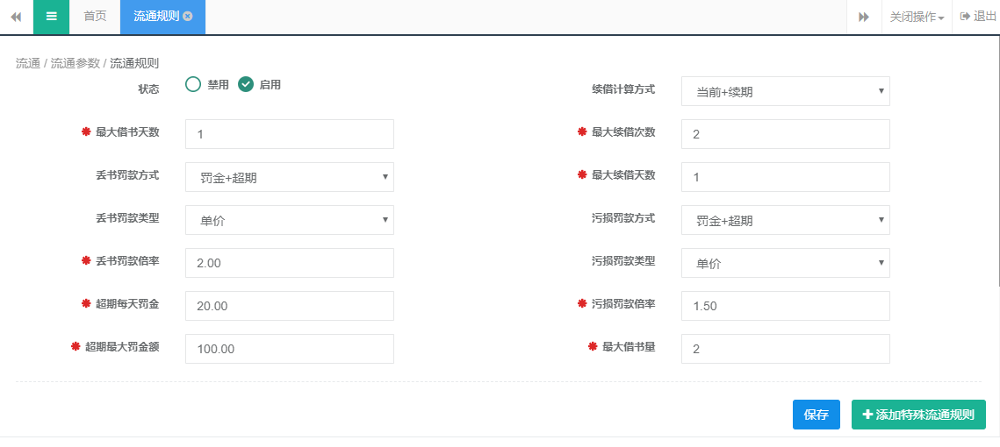 首页 流通规则 关闭操作 退出
流通 / 流通参数 / 流通规则
状态 禁用 启用 续借计算方式 当前+续期
最大借书天数 1 最大续借次数 2
丢书罚款方式 罚金+超期 最大续借天数 1
丢书罚款类型 单价 污损罚款方式 罚金+超期
丢书罚款倍率 2.00 污损罚款类型 单价
超期每天罚金 20.00 污损罚款倍率 1.50
超期最大罚金额 100.00 最大借书量 2
保存 添加特殊流通规则